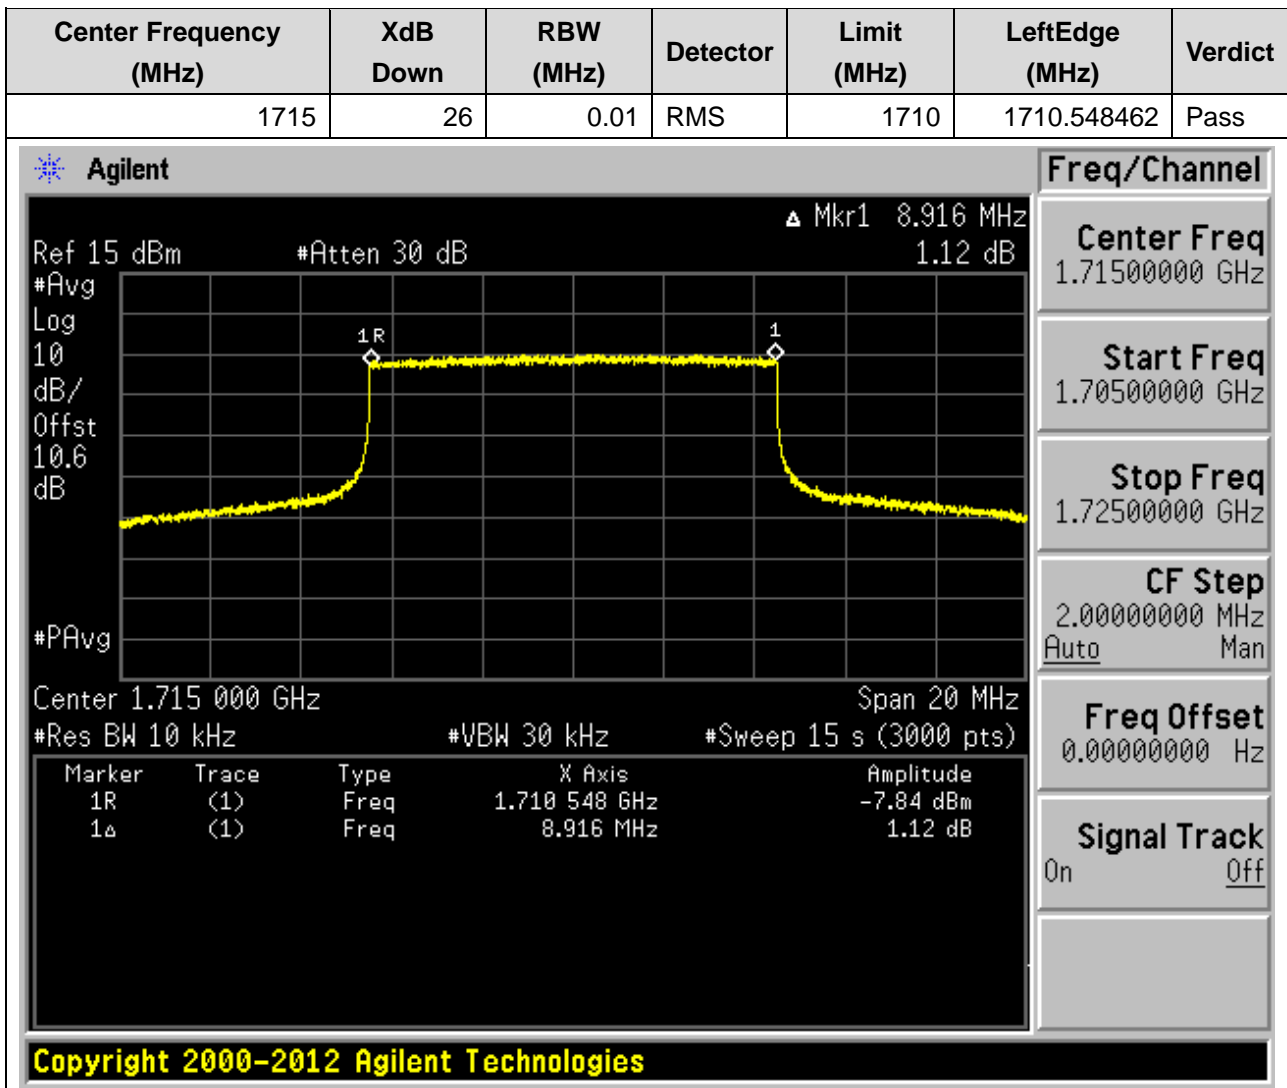 Center Frequency (MHz) XdB Down RBW (MHz) Detector Limit (MHz) LeftEdge (MHz) Verdict
1715 26 0.01 RMS 1710 1710.548462 Pass
Agilent Freq/Channel
▲ Mkr1 8.916 MHz
Ref 15 dBm #Atten 30 dB 1.12 dB
#Avg
Log
10
dB/
Offst
10.6
dB
1R
1
#PAvg
Center 1.715 000 GHz Span 20 MHz
#Res BW 10 kHz #VBW 30 kHz #Sweep 15 s (3000 pts)
Marker Trace Type X Axis Amplitude
1R (1) Freq 1.710 548 GHz -7.84 dBm
1Δ (1) Freq 8.916 MHz 1.12 dB
Center Freq
1.71500000 GHz
Start Freq
1.70500000 GHz
Stop Freq
1.72500000 GHz
CF Step
2.00000000 MHz
Auto Man
Freq Offset
0.00000000 Hz
Signal Track
On Off
Copyright 2000-2012 Agilent Technologies